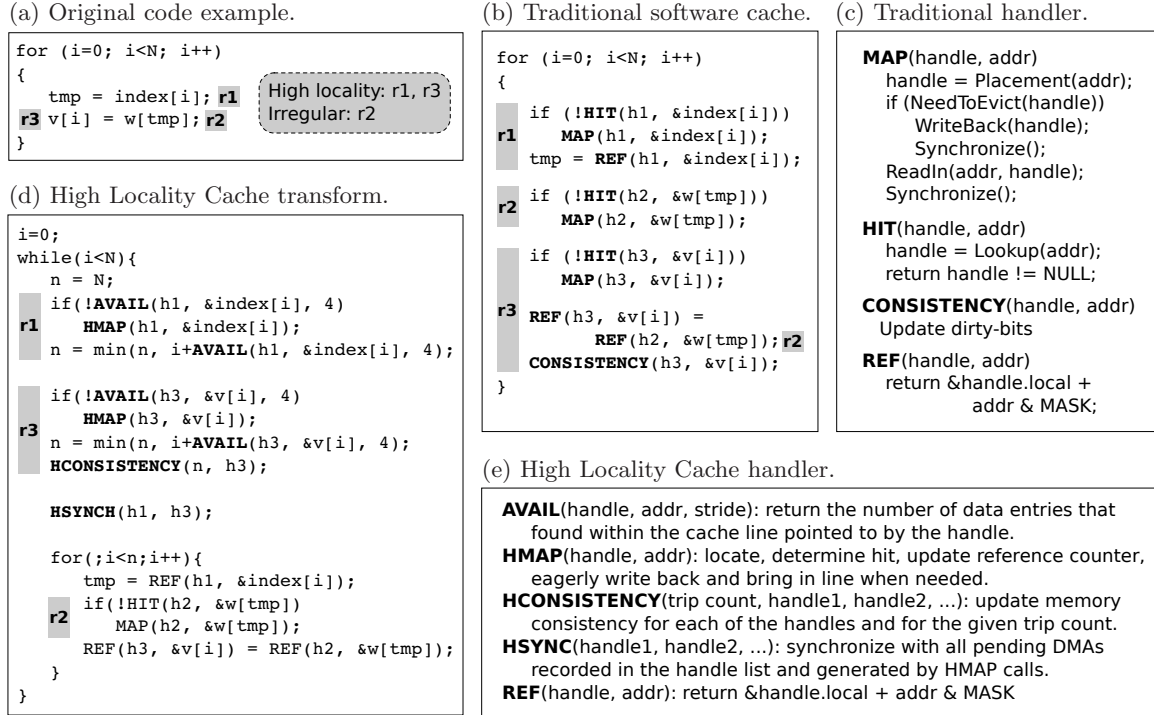 (a) Original code example.
for (i=0; i<N; i++)
{
tmp = index[i]; r1
r3 v[i] = w[tmp]; r2
}
High locality: r1, r3
Irregular: r2
(b) Traditional software cache.
for (i=0; i<N; i++)
{
if (!HIT(h1, &index[i]))
r1 MAP(h1, &index[i]);
tmp = REF(h1, &index[i]);
r2 if (!HIT(h2, &w[tmp]))
MAP(h2, &w[tmp]);
if (!HIT(h3, &v[i]))
MAP(h3, &v[i]);
r3 REF(h3, &v[i]) =
REF(h2, &w[tmp]); r2
CONSISTENCY(h3, &v[i]);
}
(c) Traditional handler.
MAP(handle, addr)
handle = Placement(addr);
if (NeedToEvict(handle))
WriteBack(handle);
Synchronize();
ReadIn(addr, handle);
Synchronize();
HIT(handle, addr)
handle = Lookup(addr);
return handle != NULL;
CONSISTENCY(handle, addr)
Update dirty-bits
REF(handle, addr)
return &handle.local +
addr & MASK;
(d) High Locality Cache transform.
i=0;
while(i<N){
n = N;
if(!AVAIL(h1, &index[i], 4)
r1 HMAP(h1, &index[i]);
n = min(n, i+AVAIL(h1, &index[i], 4);
if(!AVAIL(h3, &v[i], 4)
r3 HMAP(h3, &v[i]);
n = min(n, i+AVAIL(h3, &v[i], 4);
HCONSISTENCY(n, h3);
HSYNCH(h1, h3);
for(;i<n;i++){
tmp = REF(h1, &index[i]);
r2 if(!HIT(h2, &w[tmp])
MAP(h2, &w[tmp]);
REF(h3, &v[i]) = REF(h2, &w[tmp]);
}
}
(e) High Locality Cache handler.
AVAIL(handle, addr, stride): return the number of data entries that
found within the cache line pointed to by the handle.
HMAP(handle, addr): locate, determine hit, update reference counter,
eagerly write back and bring in line when needed.
HCONSISTENCY(trip count, handle1, handle2, ...): update memory
consistency for each of the handles and for the given trip count.
HSYNC(handle1, handle2, ...): synchronize with all pending DMAs
recorded in the handle list and generated by HMAP calls.
REF(handle, addr): return &handle.local + addr & MASK